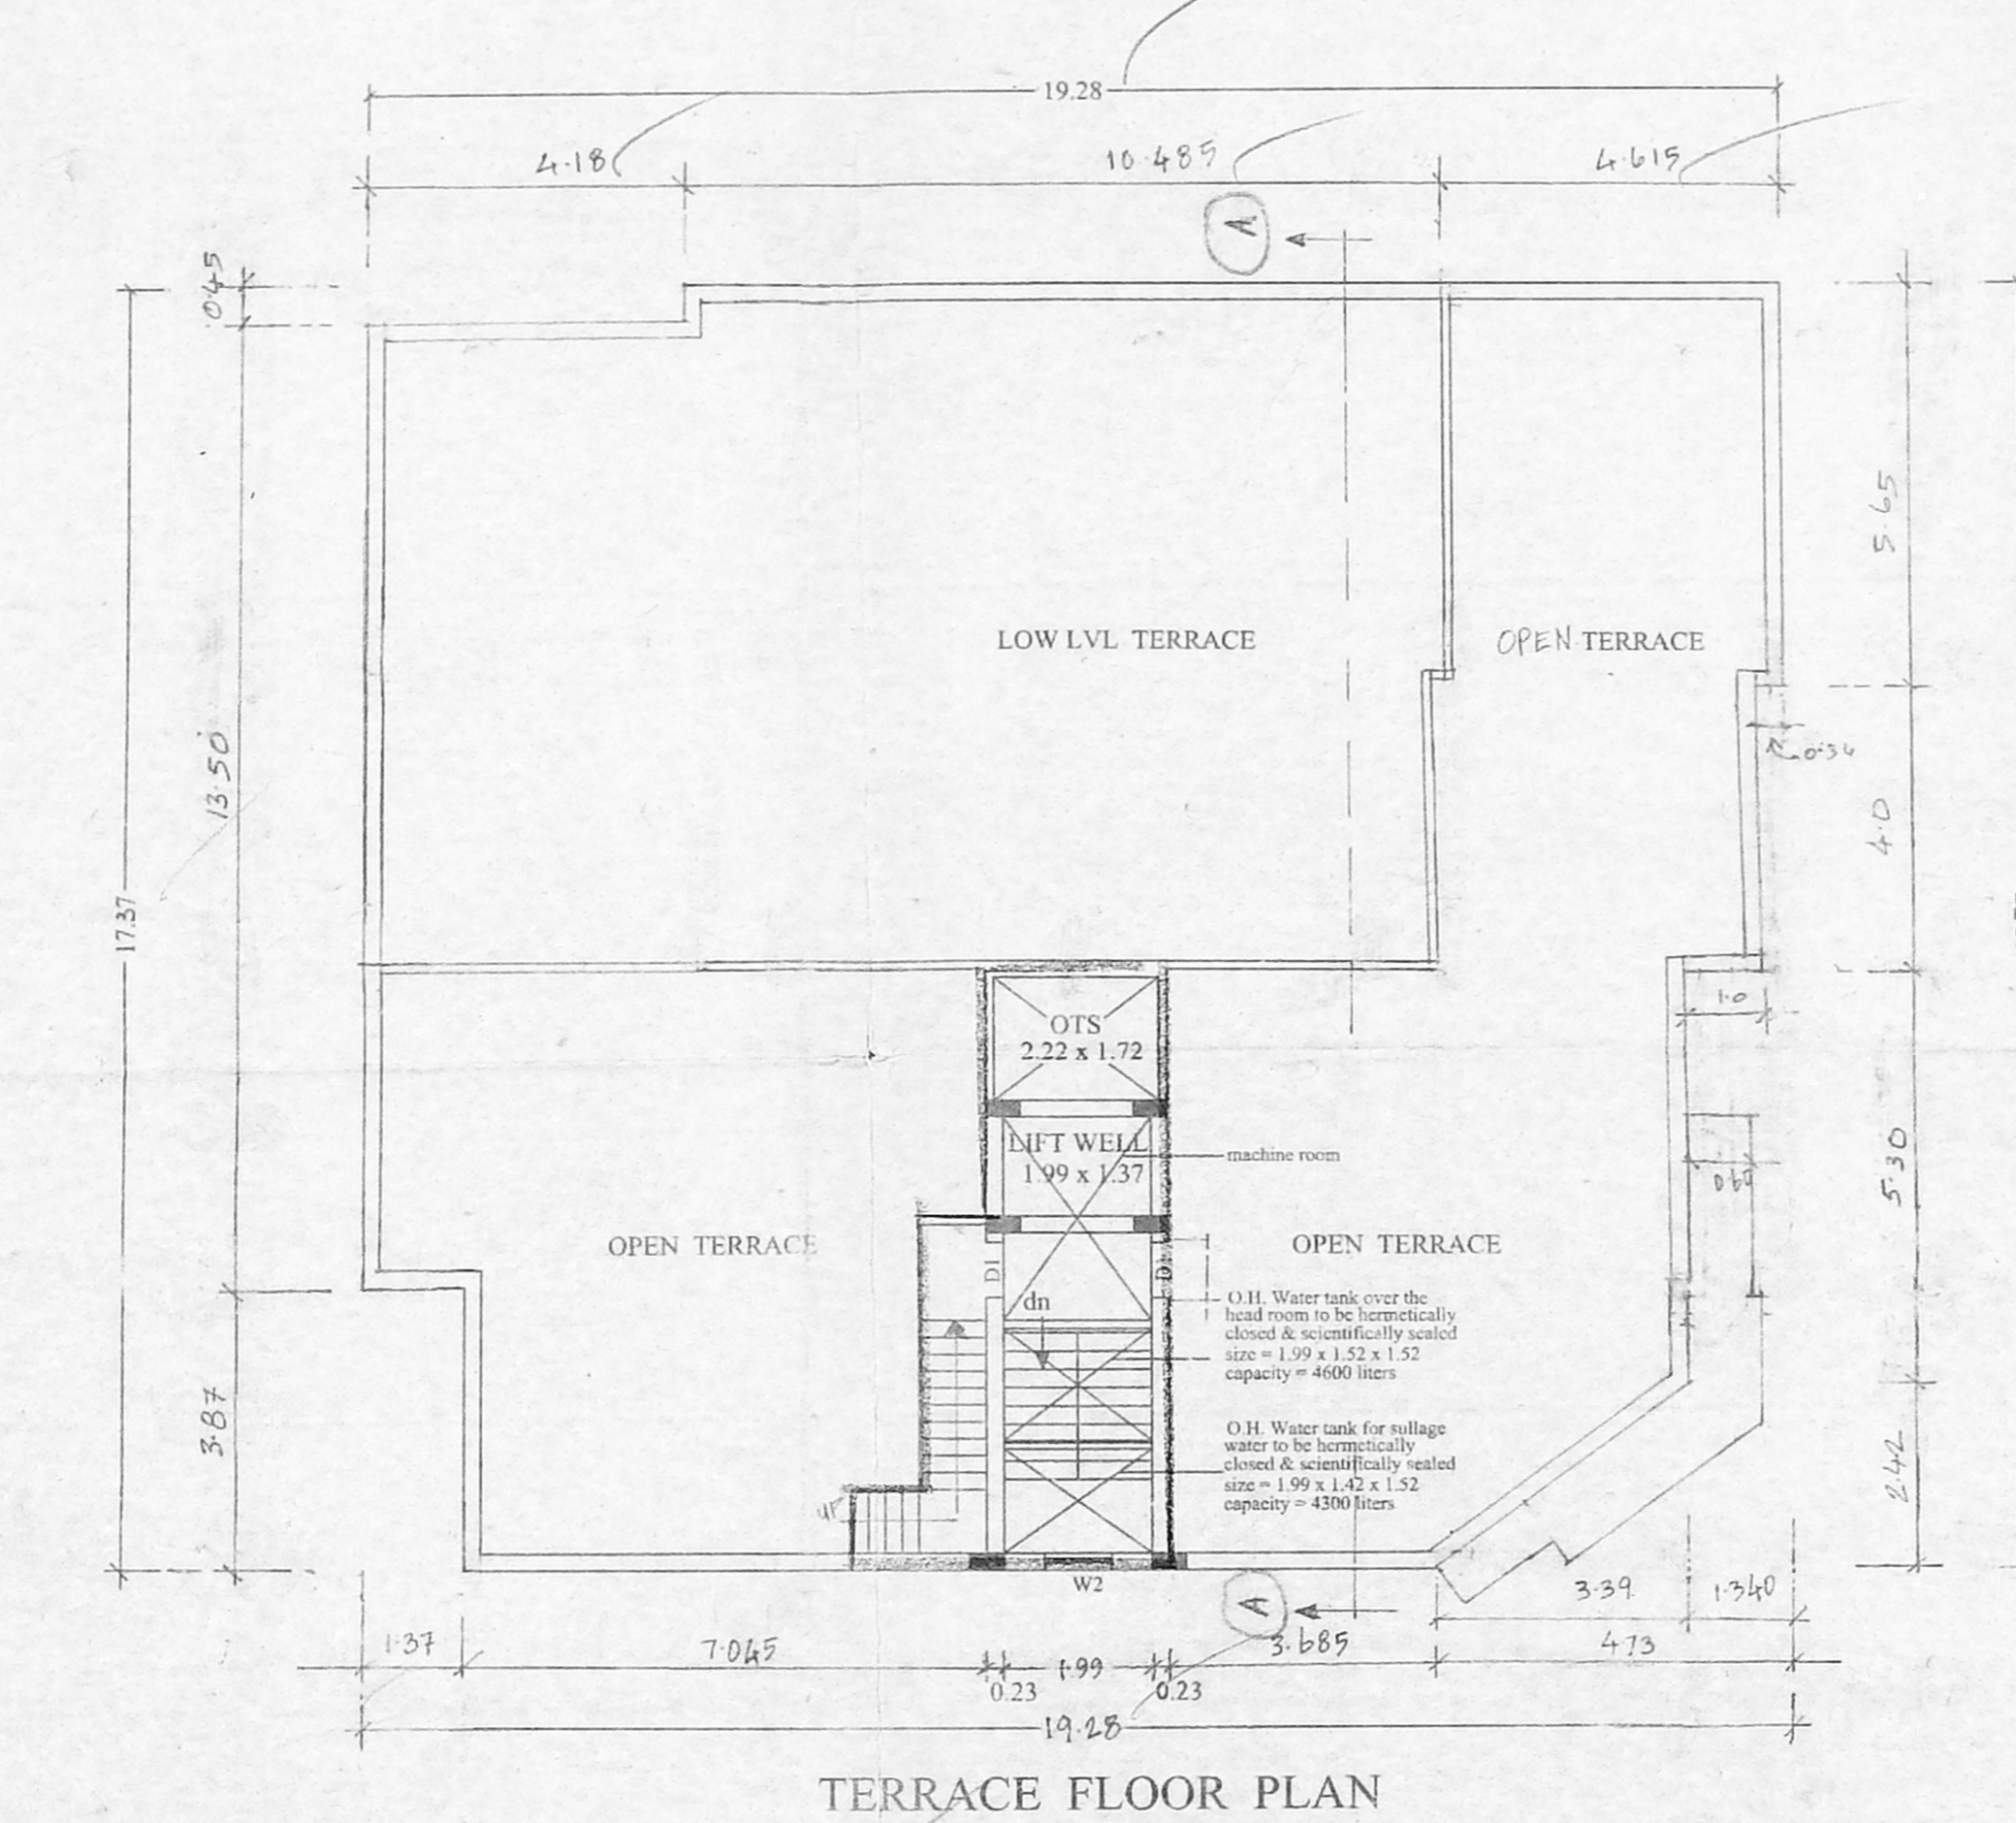 19.28
4.18
10.485
4.615
A
0.45
5.65
LOW LVL TERRACE
OPEN TERRACE
0.34
13.50
4.0
17.37
1.0
OTS
2.22 x 1.72
LIFT WELL
1.99 x 1.37
machine room
5.30
0.60
OPEN TERRACE
OPEN TERRACE
D1
D1
dn
O.H. Water tank over the
head room to be hermetically
closed & scientifically sealed
size = 1.99 x 1.52 x 1.52
capacity = 4600 liters
3.87
O.H. Water tank for sullage
water to be hermetically
closed & scientifically sealed
size = 1.99 x 1.42 x 1.52
capacity = 4300 liters
2.42
UP
W2
A
3.39
1.340
1.37
7.045
1.99
3.685
4.73
0.23
0.23
19.28
TERRACE FLOOR PLAN